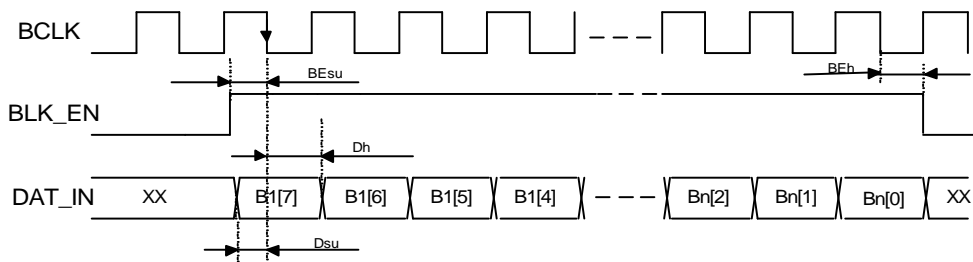 BCLK
BEsu
BEh
BLK_EN
Dh
DAT_IN XX B1[7] B1[6] B1[5] B1[4] Bn[2] Bn[1] Bn[0] XX
Dsu